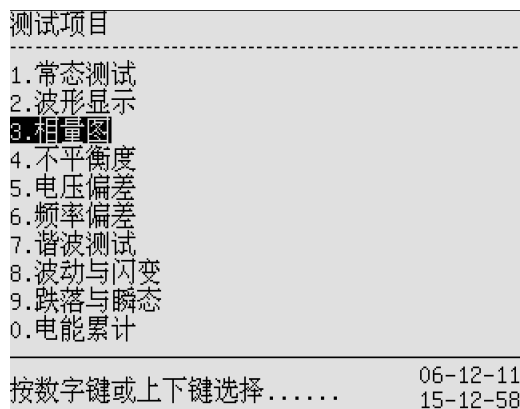 测试项目
1.常态测试
2.波形显示
3.相量图
4.不平衡度
5.电压偏差
6.频率偏差
7.谐波测试
8.波动与闪变
9.跌落与瞬态
0.电能累计
按数字键或上下键选择......
06-12-11
15-12-58